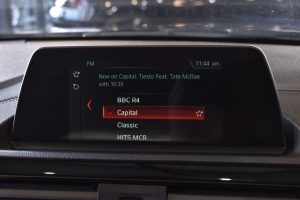 FM
11:44 am
Now on Capital: Tiesto Feat. Tate McRae
with 10:35
BBC R4
Capital
Classic
HITS MCR